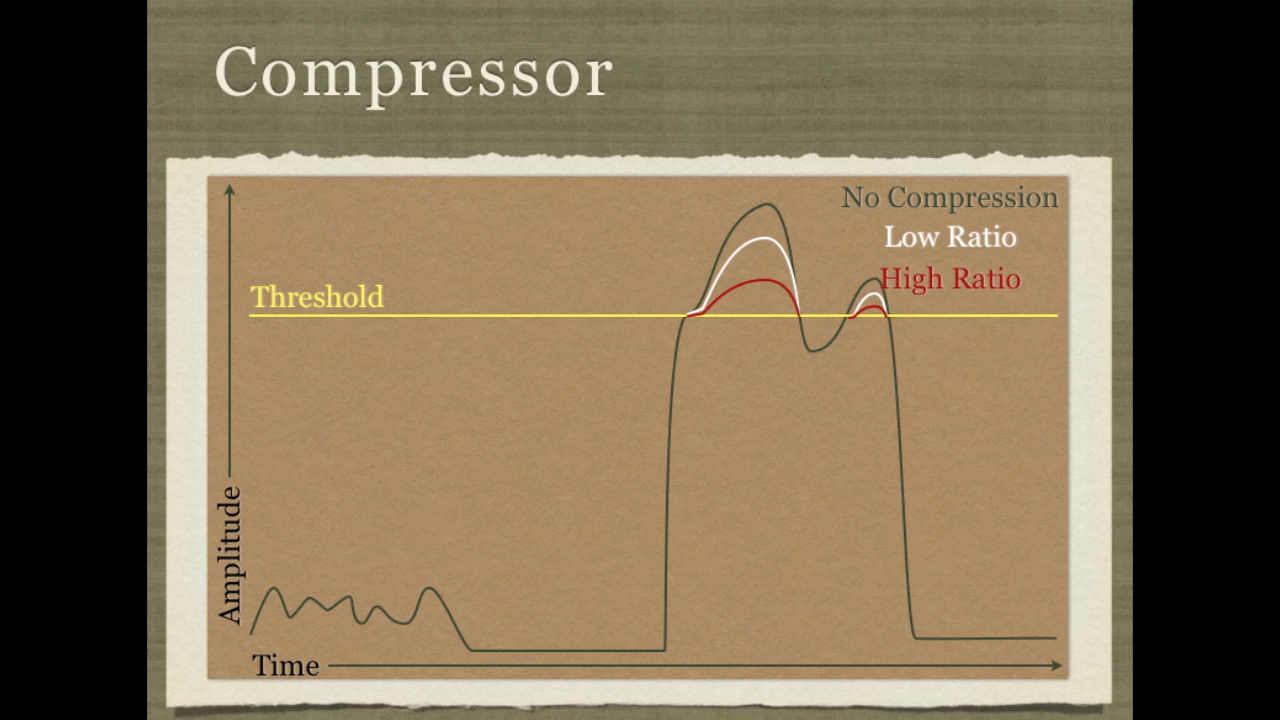 Compressor
No Compression
Low Ratio
High Ratio
Threshold
Amplitude
Time